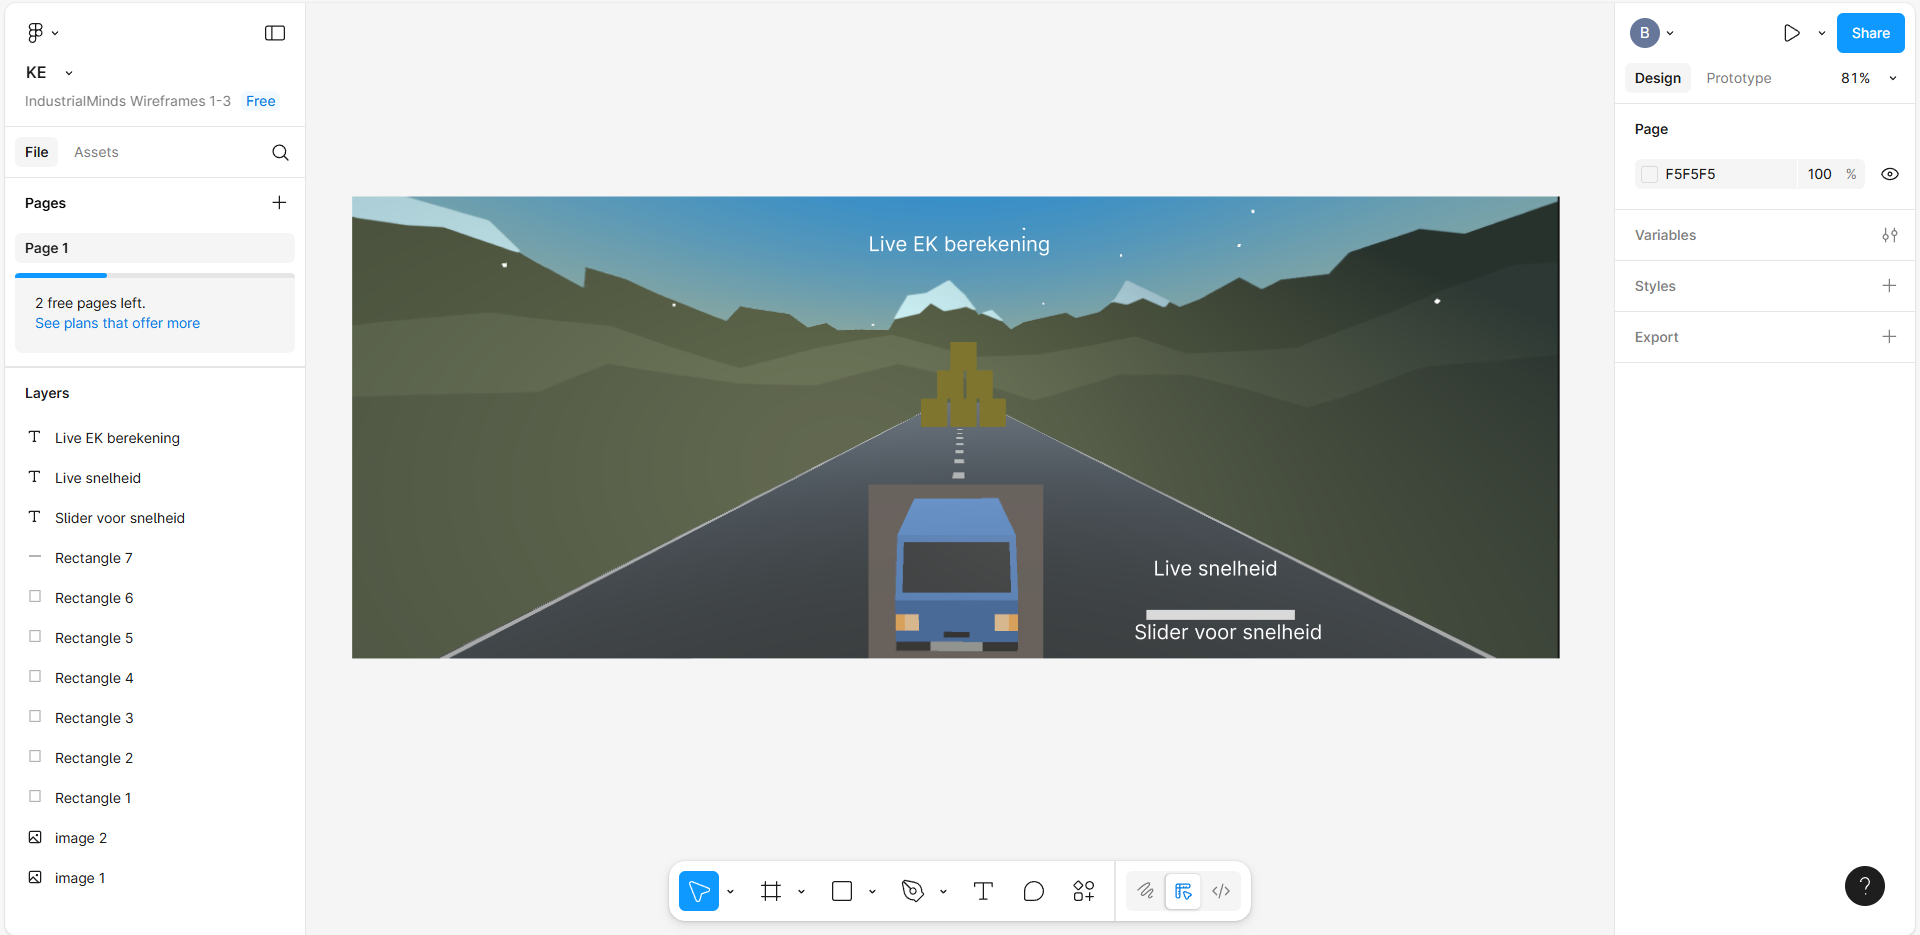 KE
IndustrialMinds Wireframes 1-3 Free
File Assets
Pages
Page 1
2 free pages left.
See plans that offer more
Layers
Live EK berekening
Live snelheid
Slider voor snelheid
Rectangle 7
Rectangle 6
Rectangle 5
Rectangle 4
Rectangle 3
Rectangle 2
Rectangle 1
image 2
image 1
Live EK berekening
Live snelheid
Slider voor snelheid
B
Share
Design Prototype 81%
Page
F5F5F5 100 %
Variables
Styles
Export
?